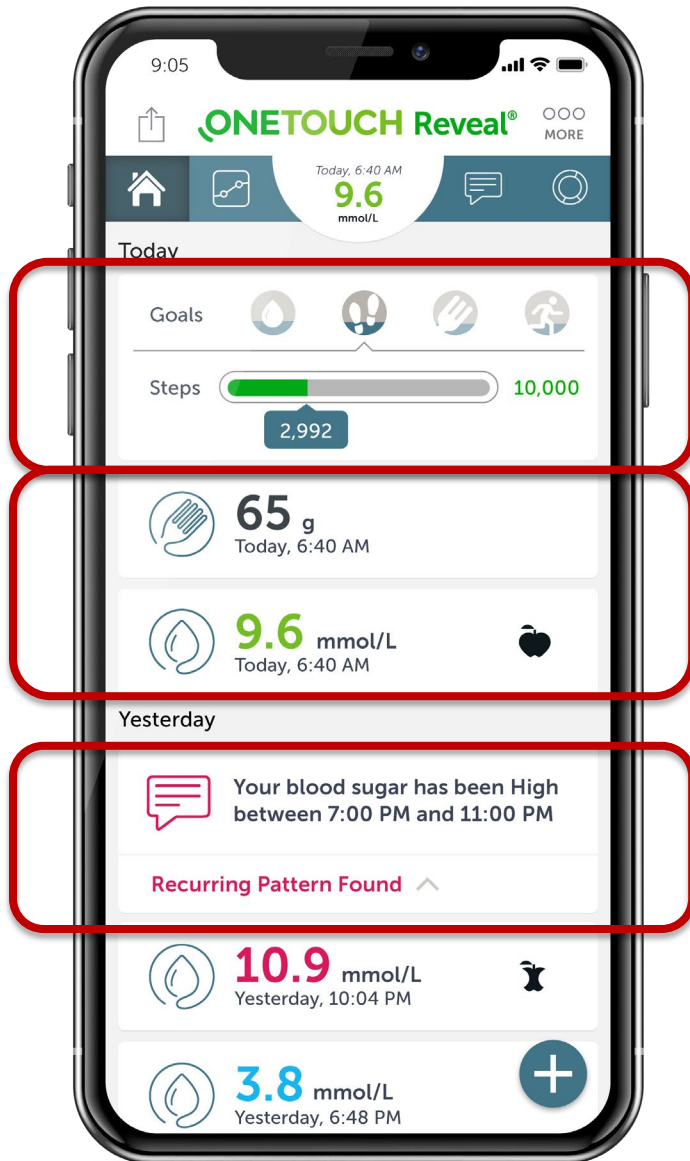 9:05
ONETOUCH Reveal®
MORE
Today, 6:40 AM
9.6
mmol/L
Today
Goals
Steps
10,000
2,992
65 g
Today, 6:40 AM
9.6 mmol/L
Today, 6:40 AM
Yesterday
Your blood sugar has been High
between 7:00 PM and 11:00 PM
Recurring Pattern Found
10.9 mmol/L
Yesterday, 10:04 PM
3.8 mmol/L
Yesterday, 6:48 PM